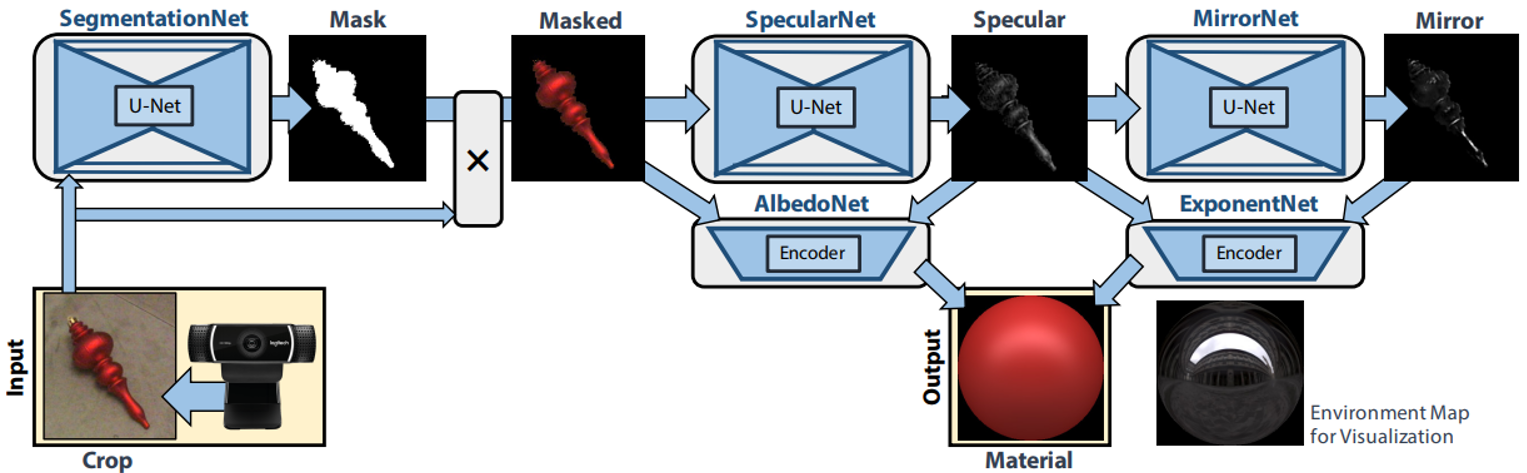 SegmentationNet
Mask
Masked
SpecularNet
Specular
MirrorNet
Mirror
U-Net
U-Net
U-Net
×
AlbedoNet
ExponentNet
Encoder
Encoder
Input
logitech
Output
Crop
Material
Environment Map
for Visualization